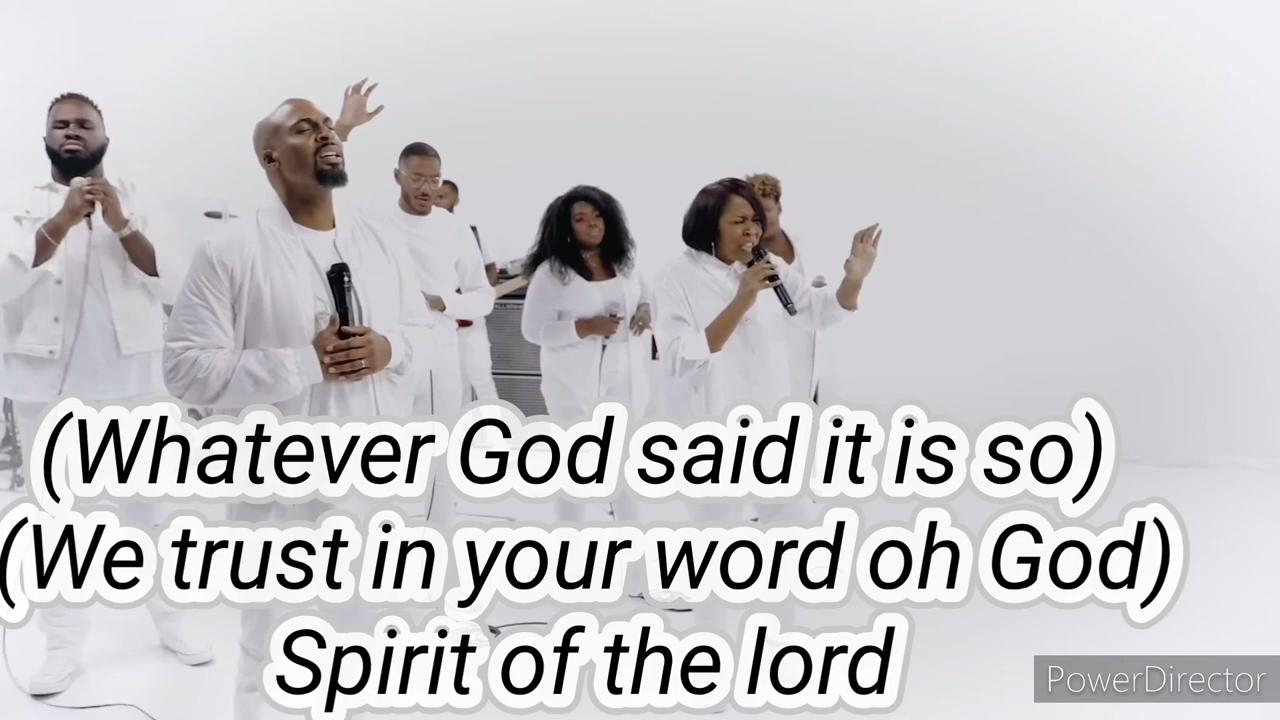 (Whatever God said it is so)
(We trust in your word oh God)
Spirit of the lord
PowerDirector